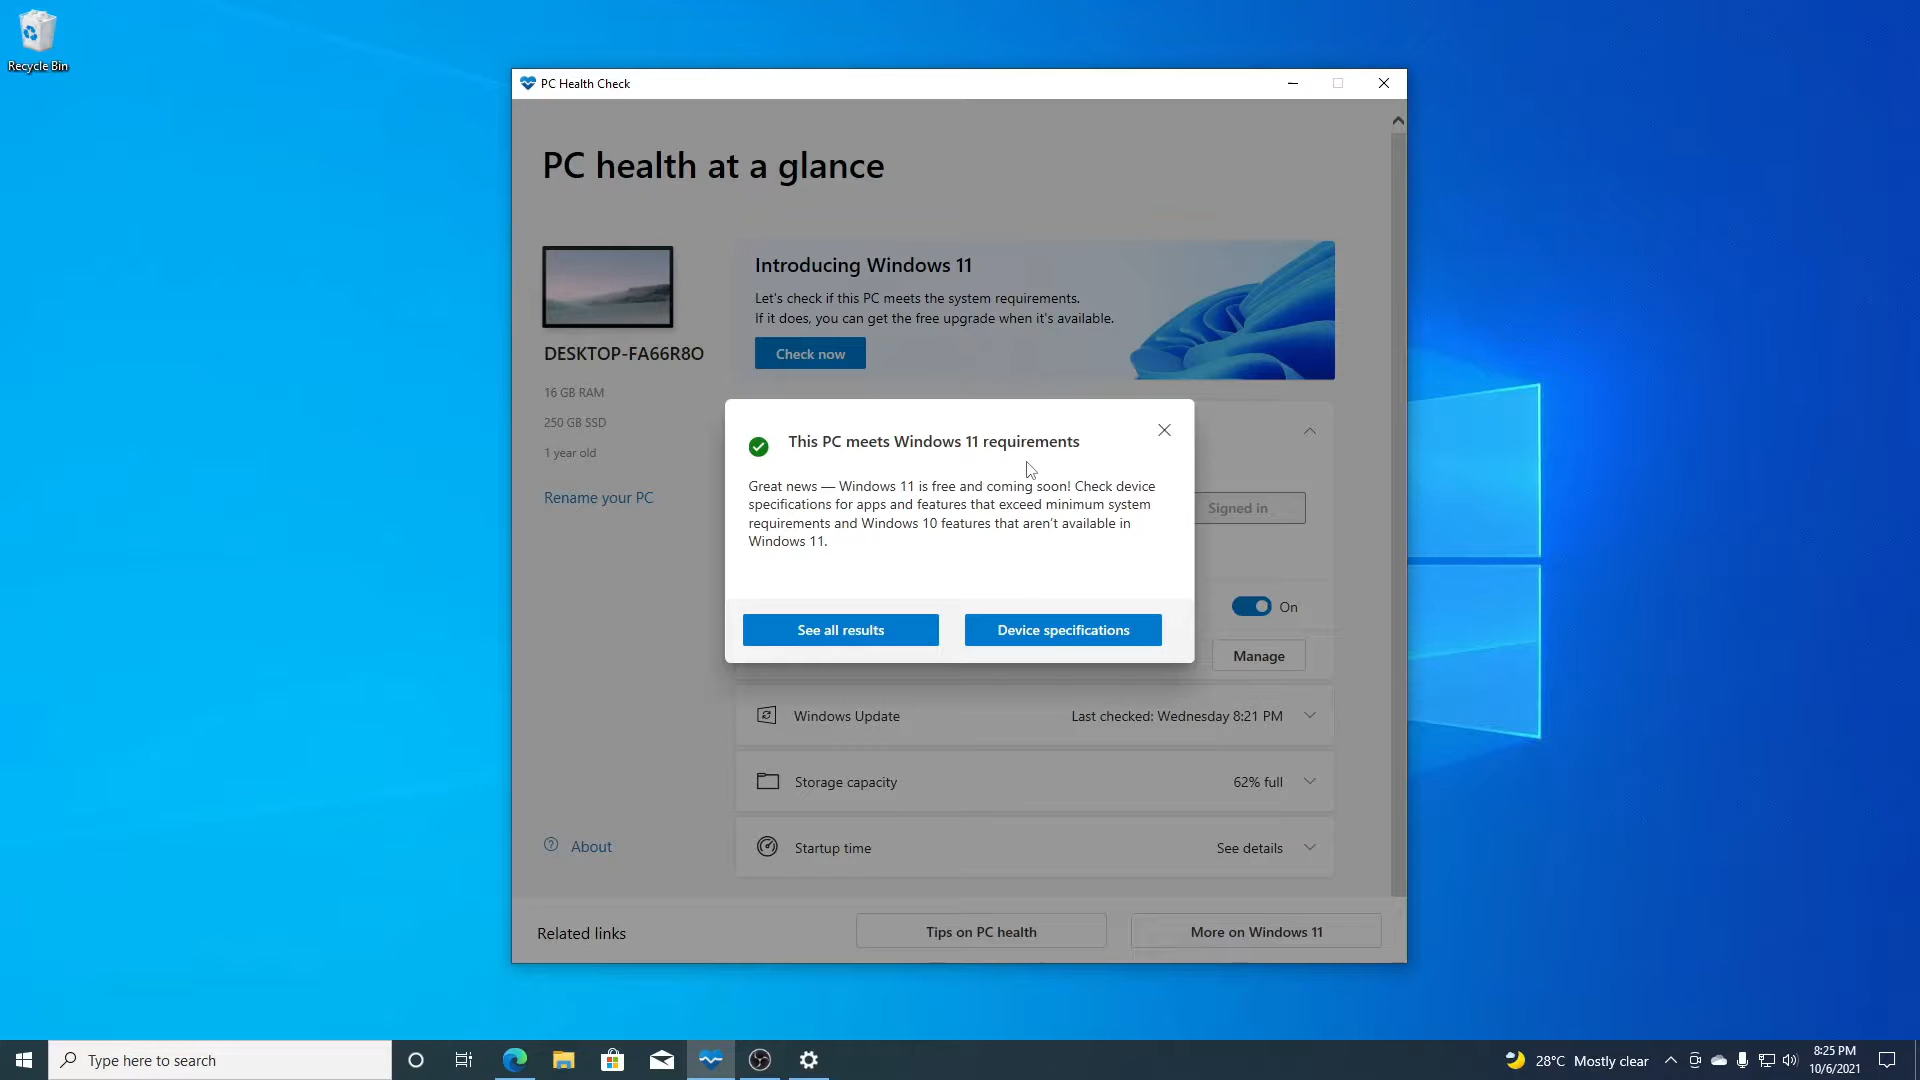 Recycle Bin
PC Health Check
PC health at a glance
DESKTOP-FA66R8O
16 GB RAM
250 GB SSD
1 year old
Rename your PC
Introducing Windows 11
Let's check if this PC meets the system requirements.
If it does, you can get the free upgrade when it's available.
Check now
This PC meets Windows 11 requirements
Great news — Windows 11 is free and coming soon! Check device
specifications for apps and features that exceed minimum system
requirements and Windows 10 features that aren't available in
Windows 11.
See all results
Device specifications
Signed in
On
Manage
Windows Update
Last checked: Wednesday 8:21 PM
Storage capacity
62% full
Startup time
See details
About
Related links
Tips on PC health
More on Windows 11
Type here to search
28°C Mostly clear
8:25 PM
10/6/2021